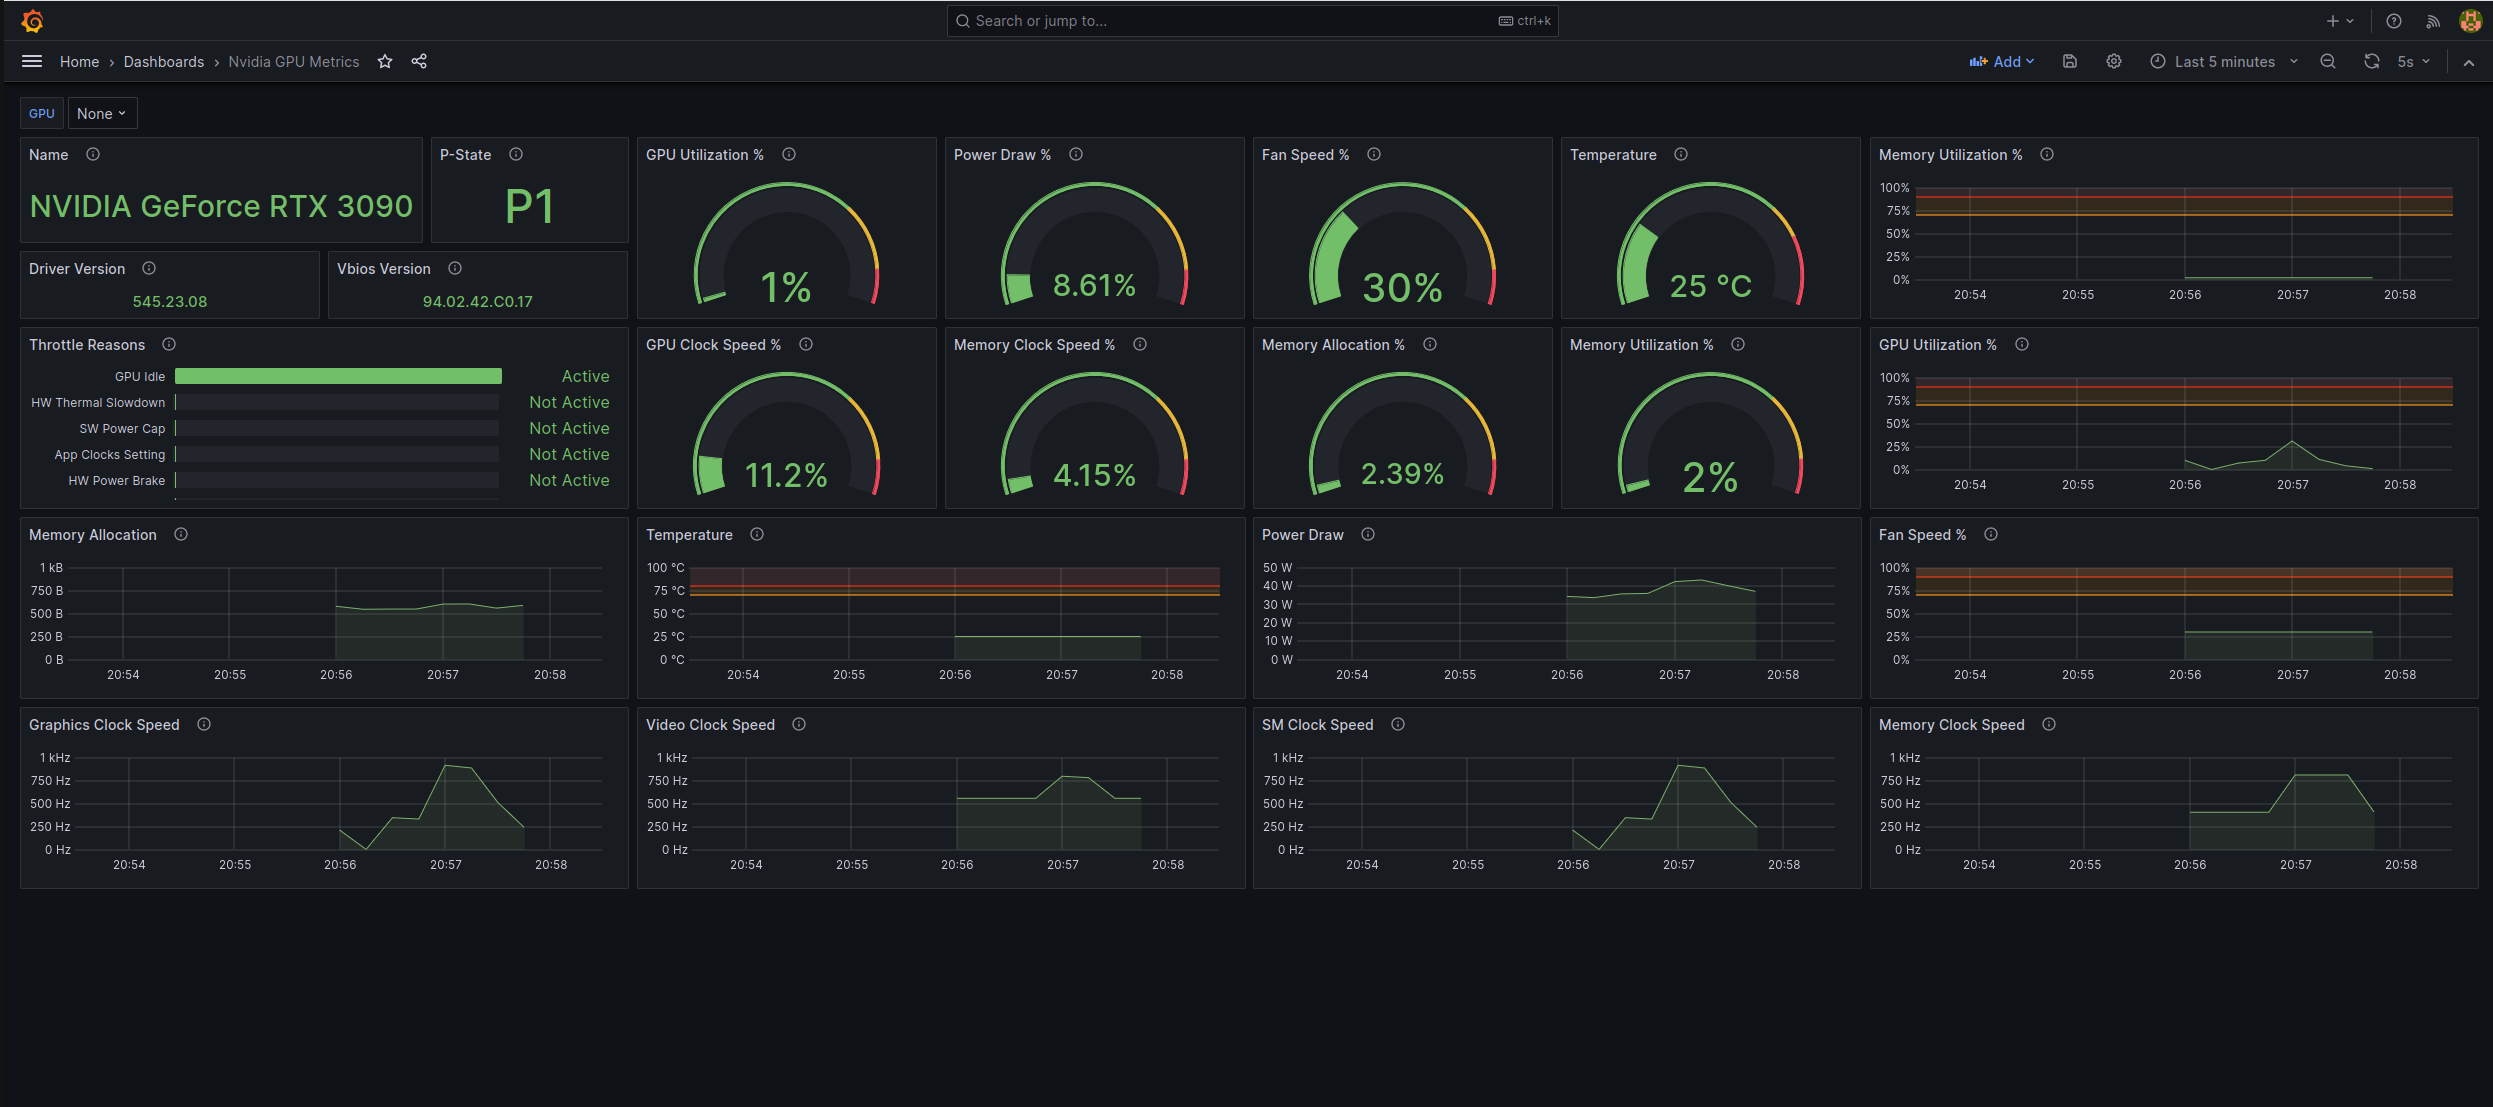 Search or jump to... ctrl+k
Home › Dashboards › Nvidia GPU Metrics
Add Last 5 minutes 5s
GPU None
Name
NVIDIA GeForce RTX 3090
P-State
P1
Driver Version
545.23.08
Vbios Version
94.02.42.C0.17
GPU Utilization %
1%
Power Draw %
8.61%
Fan Speed %
30%
Temperature
25 °C
Memory Utilization %
100%
75%
50%
25%
0%
20:54 20:55 20:56 20:57 20:58
Throttle Reasons
GPU Idle Active
HW Thermal Slowdown Not Active
SW Power Cap Not Active
App Clocks Setting Not Active
HW Power Brake Not Active
GPU Clock Speed %
11.2%
Memory Clock Speed %
4.15%
Memory Allocation %
2.39%
Memory Utilization %
2%
GPU Utilization %
100%
75%
50%
25%
0%
20:54 20:55 20:56 20:57 20:58
Memory Allocation
1 kB
750 B
500 B
250 B
0 B
20:54 20:55 20:56 20:57 20:58
Temperature
100 °C
75 °C
50 °C
25 °C
0 °C
20:54 20:55 20:56 20:57 20:58
Power Draw
50 W
40 W
30 W
20 W
10 W
0 W
20:54 20:55 20:56 20:57 20:58
Fan Speed %
100%
75%
50%
25%
0%
20:54 20:55 20:56 20:57 20:58
Graphics Clock Speed
1 kHz
750 Hz
500 Hz
250 Hz
0 Hz
20:54 20:55 20:56 20:57 20:58
Video Clock Speed
1 kHz
750 Hz
500 Hz
250 Hz
0 Hz
20:54 20:55 20:56 20:57 20:58
SM Clock Speed
1 kHz
750 Hz
500 Hz
250 Hz
0 Hz
20:54 20:55 20:56 20:57 20:58
Memory Clock Speed
1 kHz
750 Hz
500 Hz
250 Hz
0 Hz
20:54 20:55 20:56 20:57 20:58